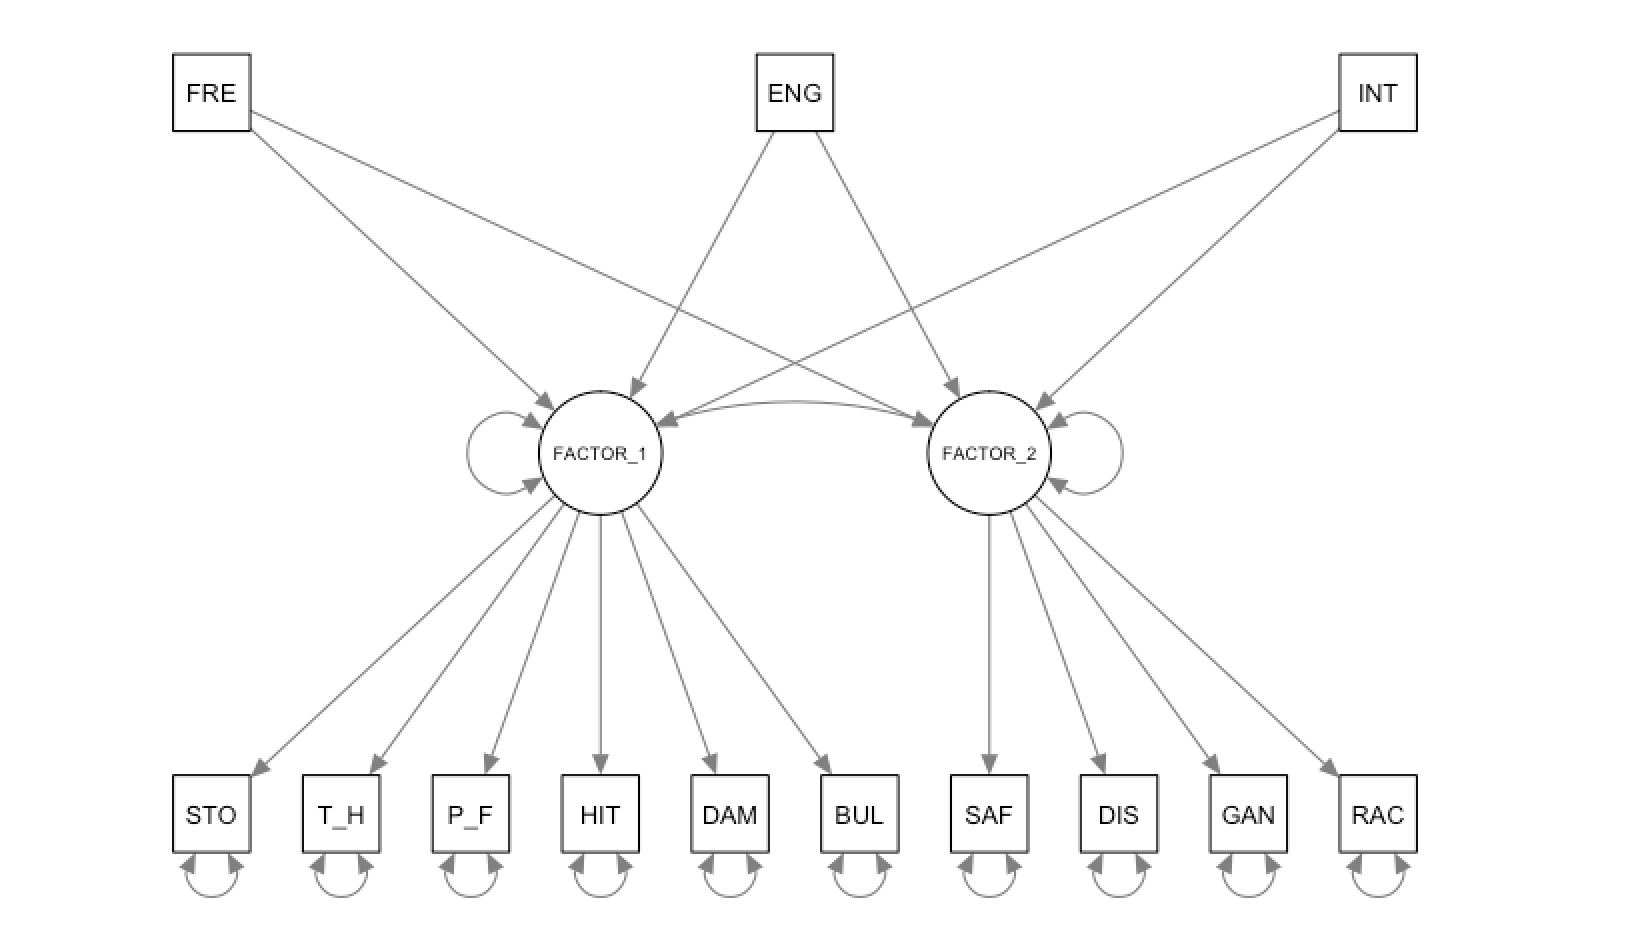 FRE ENG INT
FACTOR_1 FACTOR_2
STO T_H P_F HIT DAM BUL SAF DIS GAN RAC